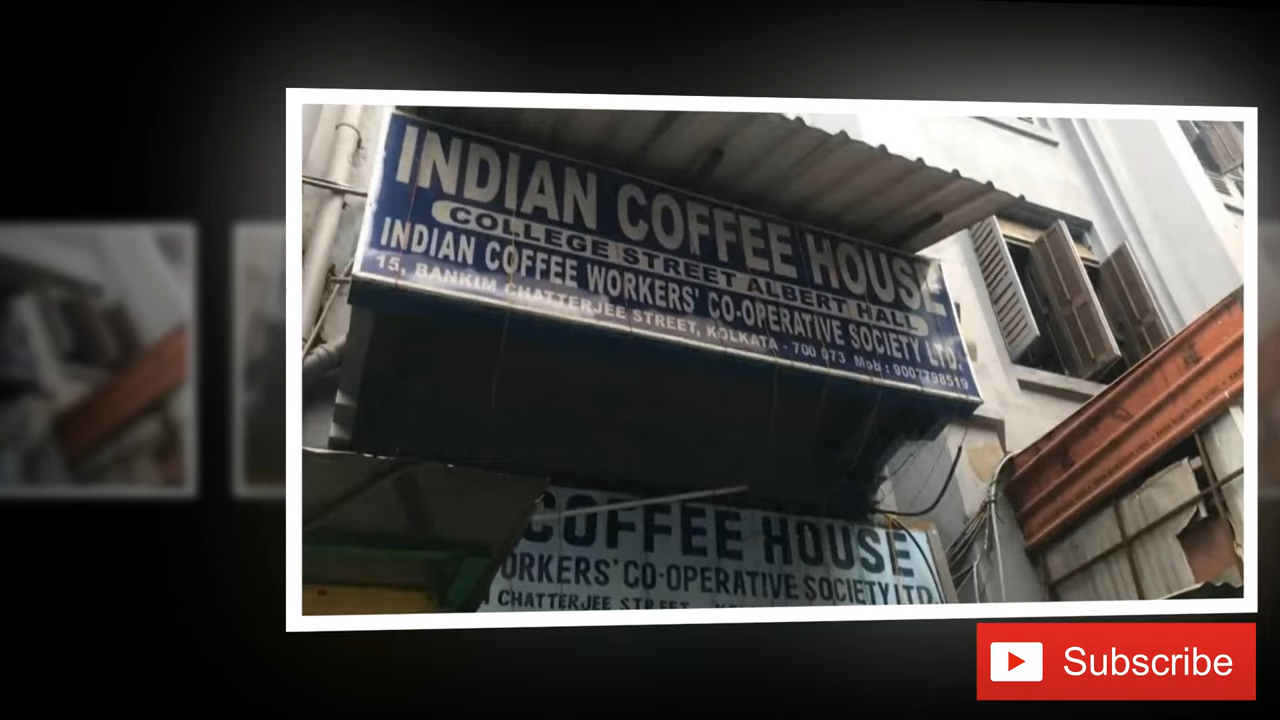 INDIAN COFFEE HOUSE
COLLEGE STREET ALBERT HALL
INDIAN COFFEE WORKERS' CO-OPERATIVE SOCIETY LTD.
15, BANKIM CHATTERJEE STREET, KOLKATA - 700 073 Mob : 9007798519
COFFEE HOUSE
ORKERS' CO-OPERATIVE SOCIETY LTD.
CHATTERJEE STREET
Subscribe